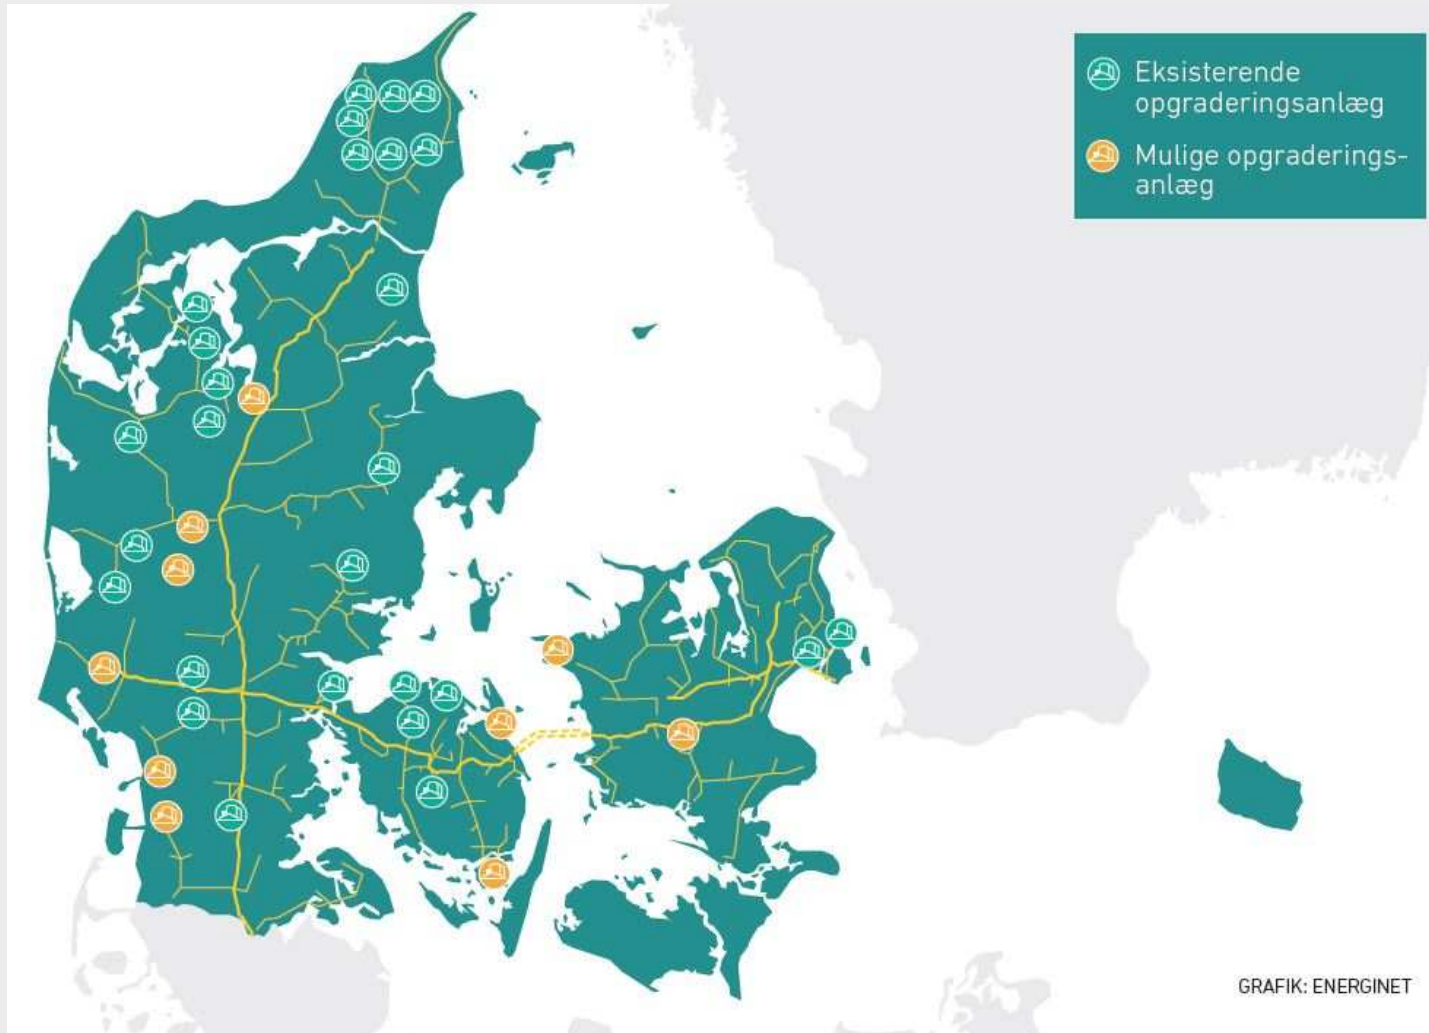 Eksisterende
opgraderingsanlæg
Mulige opgraderings-
anlæg
GRAFIK: ENERGINET